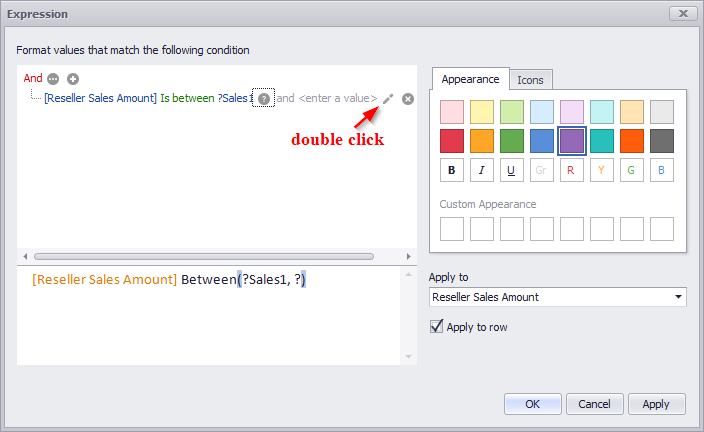 Expression
Format values that match the following condition
And
[Reseller Sales Amount] Is between ?Sales1 ? and <enter a value>
double click
[Reseller Sales Amount] Between(?Sales1, ?)
Appearance Icons
B I U Gr R Y G B
Custom Appearance
Apply to
Reseller Sales Amount
Apply to row
OK Cancel Apply